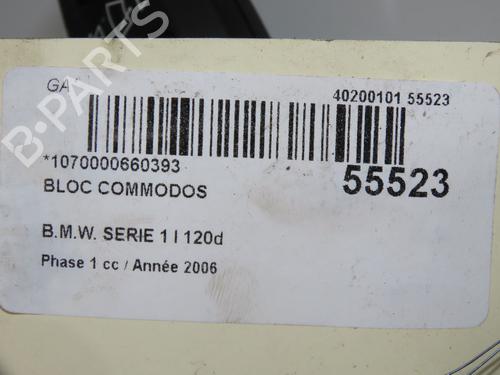 B-PARTS
GA
40200101 55523
*1070000660393
55523
BLOC COMMODOS
B.M.W. SERIE 1 I 120d
Phase 1 cc / Année 2006